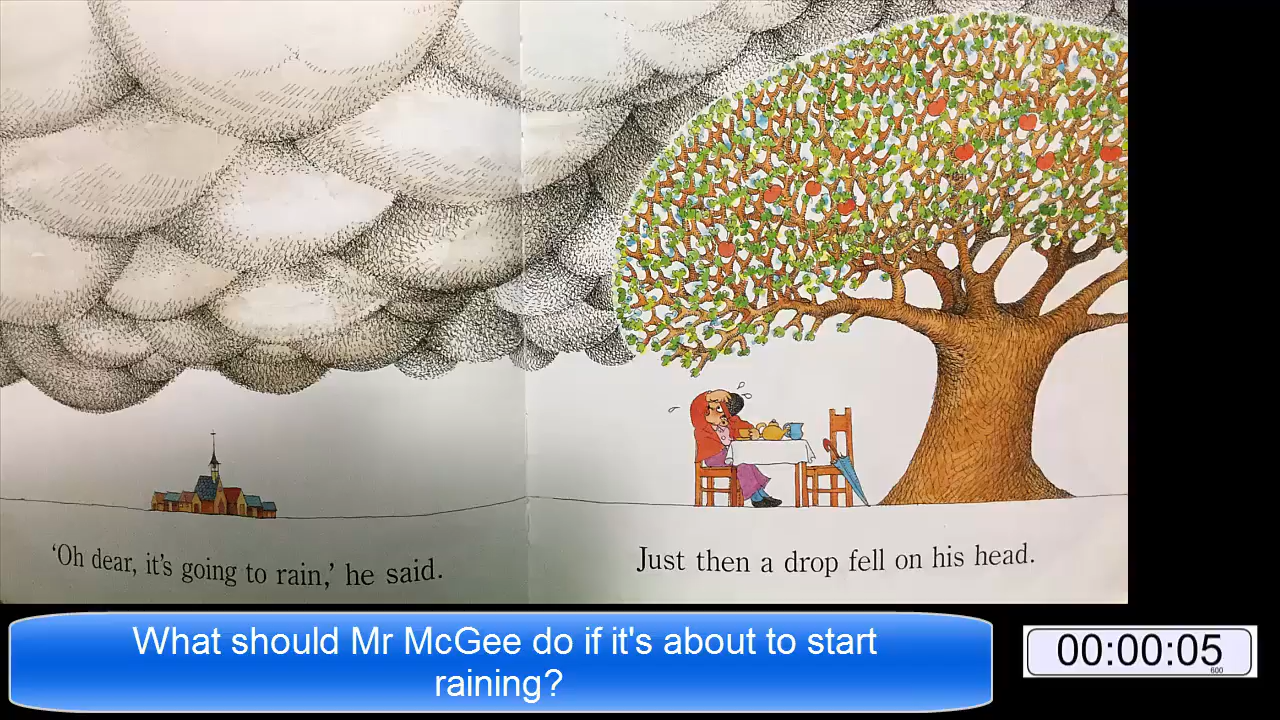 'Oh dear, it's going to rain,' he said.
Just then a drop fell on his head.
What should Mr McGee do if it's about to start
raining?
00:00:05
600